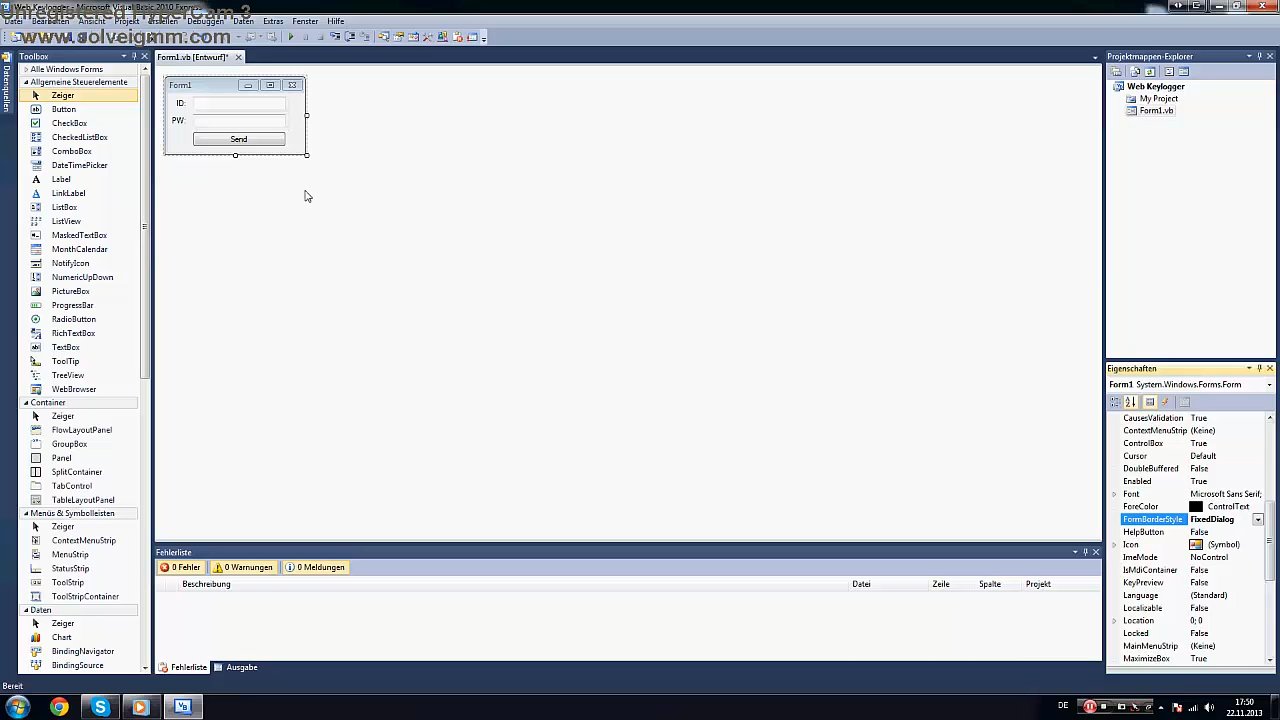 Web Keylogger - Microsoft Visual Basic 2010 Express
Unregistered HyperCam 3
Datei Bearbeiten Ansicht Projekt Erstellen Debuggen Daten Extras Fenster Hilfe
www.solveigmm.com
Toolbox
Form1.vb [Entwurf]*
Projektmappen-Explorer
Datenquellen
Alle Windows Forms
Allgemeine Steuerelemente
Zeiger
Button
CheckBox
CheckedListBox
ComboBox
DateTimePicker
Label
LinkLabel
ListBox
ListView
MaskedTextBox
MonthCalendar
NotifyIcon
NumericUpDown
PictureBox
ProgressBar
RadioButton
RichTextBox
TextBox
ToolTip
TreeView
WebBrowser
Container
Zeiger
FlowLayoutPanel
GroupBox
Panel
SplitContainer
TabControl
TableLayoutPanel
Menüs & Symbolleisten
Zeiger
ContextMenuStrip
MenuStrip
StatusStrip
ToolStrip
ToolStripContainer
Daten
Zeiger
Chart
BindingNavigator
BindingSource
Form1
ID:
PW:
Send
Web Keylogger
My Project
Form1.vb
Eigenschaften
Form1 System.Windows.Forms.Form
CausesValidation True
ContextMenuStrip (Keine)
ControlBox True
Cursor Default
DoubleBuffered False
Enabled True
Font Microsoft Sans Serif;
ForeColor ControlText
FormBorderStyle FixedDialog
HelpButton False
Icon (Symbol)
ImeMode NoControl
IsMdiContainer False
KeyPreview False
Language (Standard)
Localizable False
Location 0; 0
Locked False
MainMenuStrip (Keine)
MaximizeBox True
Fehlerliste
0 Fehler 0 Warnungen 0 Meldungen
Beschreibung Datei Zeile Spalte Projekt
Fehlerliste Ausgabe
Bereit
DE 17:50
22.11.2013